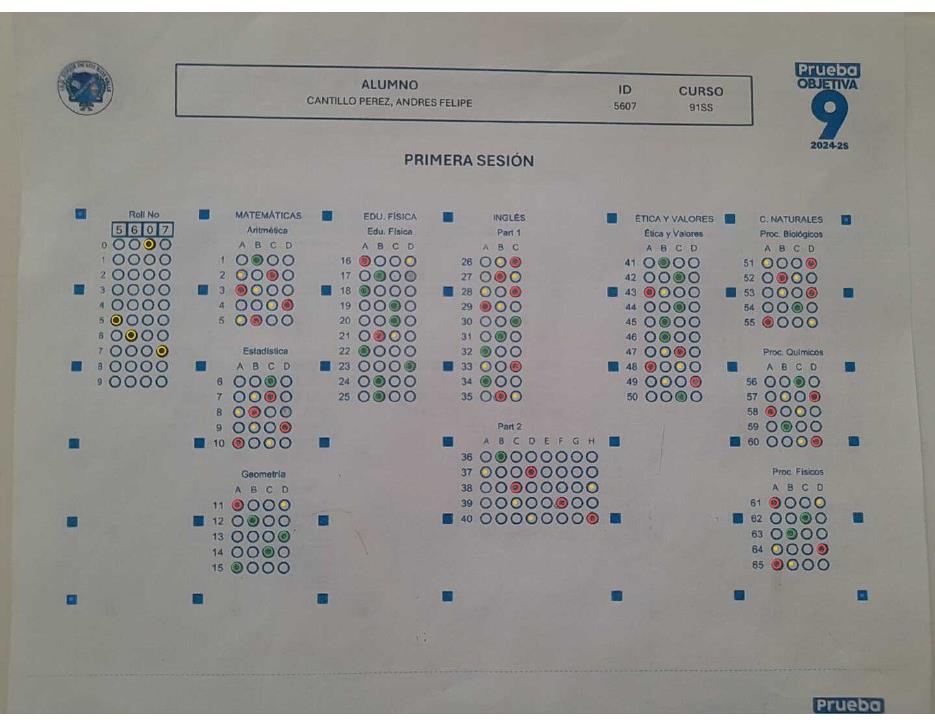 Prueba
OBJETIVA
9
2024-2S
ALUMNO ID CURSO
CANTILLO PEREZ, ANDRES FELIPE 5607 91SS
PRIMERA SESIÓN
Roll No
5 6 0 7
0
1
2
3
4
5
6
7
8
9
MATEMÁTICAS
Aritmética
A B C D
1
2
3
4
5
Estadística
A B C D
6
7
8
9
10
Geometría
A B C D
11
12
13
14
15
EDU. FÍSICA
Edu. Física
A B C D
16
17
18
19
20
21
22
23
24
25
INGLÉS
Part 1
A B C
26
27
28
29
30
31
32
33
34
35
Part 2
A B C D E F G H
36
37
38
39
40
ÉTICA Y VALORES
Ética y Valores
A B C D
41
42
43
44
45
46
47
48
49
50
C. NATURALES
Proc. Biológicos
A B C D
51
52
53
54
55
Proc. Químicos
A B C D
56
57
58
59
60
Proc. Físicos
A B C D
61
62
63
64
65
Prueba